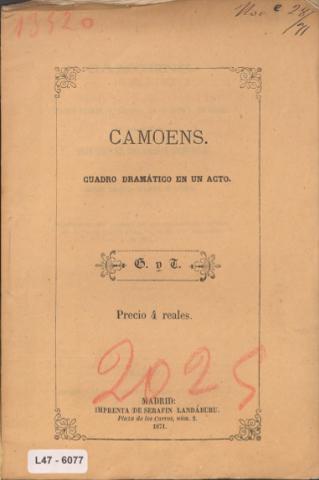 13520
CAMOENS.
CUADRO DRAMÁTICO EN UN ACTO.
G. y T.
Precio 4 reales.
2025
MADRID:
IMPRENTA DE SERAFIN LANDÁBURU.
Plaza de los Carros, núm. 2.
1871.
L47 - 6077